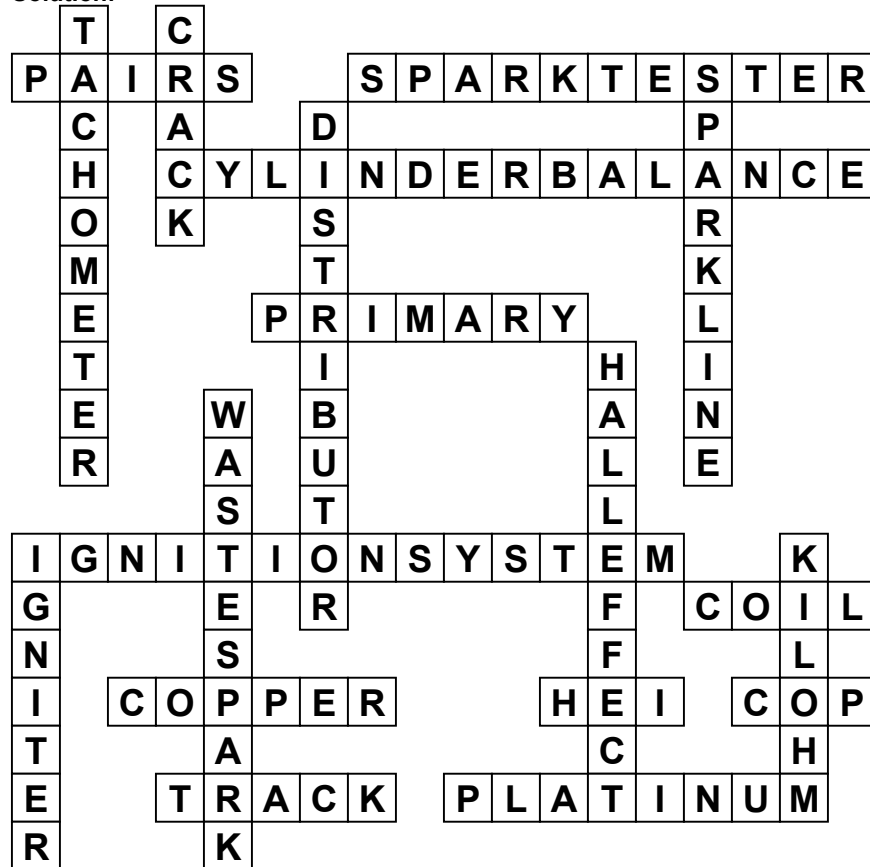 Solution:
T C
P A I R S S P A R K T E S T E R
C A D P
H C Y L I N D E R B A L A N C E
O K S R
M T K
E P R I M A R Y L
T I H I
E W B A N
R A U L E
S T L
I G N I T I O N S Y S T E M K
G E R F C O I L
N S F L
I C O P P E R H E I C O P
T A C H
E T R A C K P L A T I N U M
R K